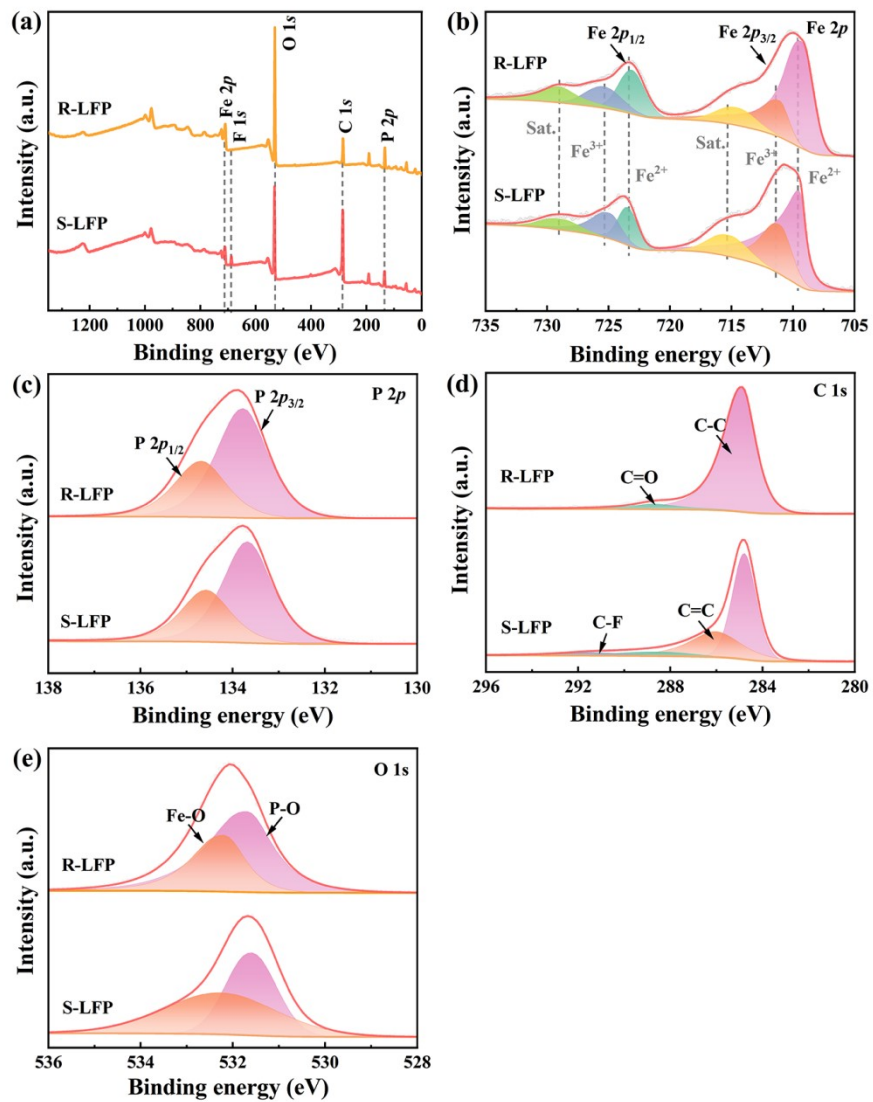 (a)
O 1s
R-LFP
Fe 2p
F 1s
C 1s
P 2p
S-LFP
Intensity (a.u.)
1200 1000 800 600 400 200 0
Binding energy (eV)
(b)
Fe 2p1/2
Fe 2p3/2
Fe 2p
R-LFP
Sat.
Fe3+
Fe2+
Sat.
Fe3+
Fe2+
S-LFP
Intensity (a.u.)
735 730 725 720 715 710 705
Binding energy (eV)
(c)
P 2p
P 2p3/2
P 2p1/2
R-LFP
S-LFP
Intensity (a.u.)
138 136 134 132 130
Binding energy (eV)
(d)
C 1s
C-C
C=O
R-LFP
C-F
C=C
S-LFP
Intensity (a.u.)
296 292 288 284 280
Binding energy (eV)
(e)
O 1s
Fe-O
P-O
R-LFP
S-LFP
Intensity (a.u.)
536 534 532 530 528
Binding energy (eV)